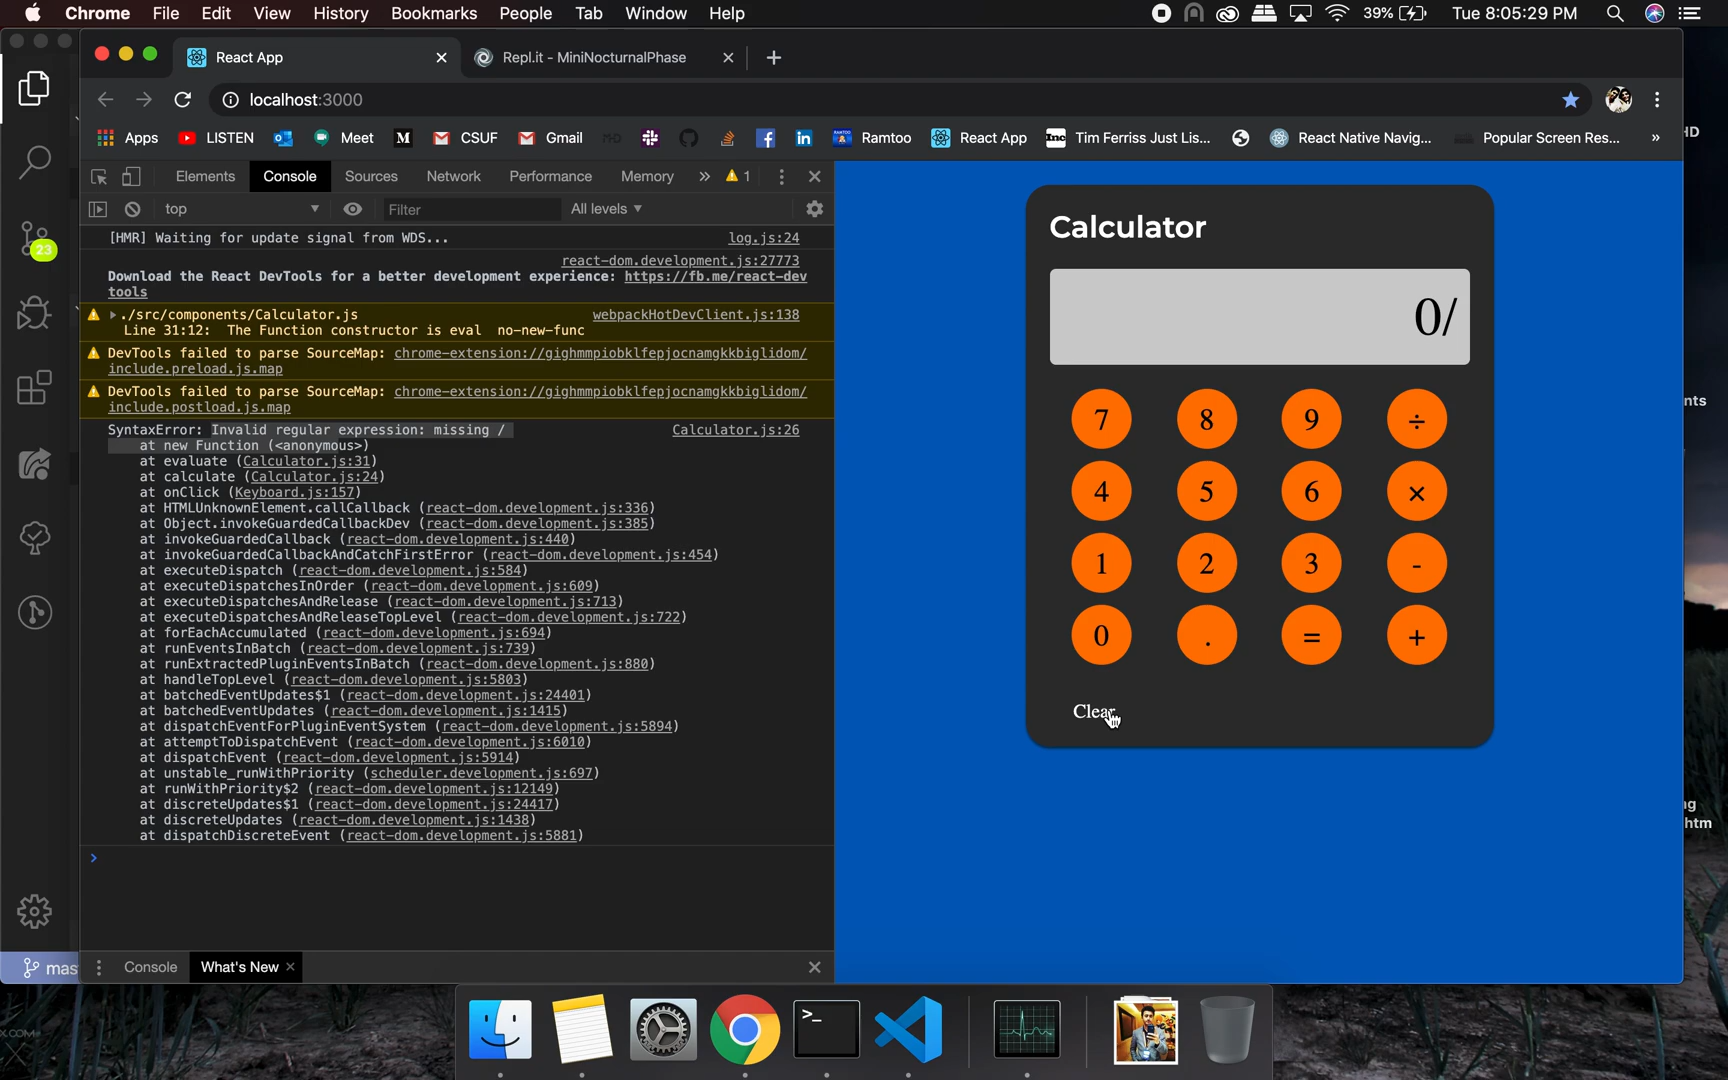 Chrome File Edit View History Bookmarks People Tab Window Help 39% Tue 8:05:29 PM
React App Repl.it - MiniNocturnalPhase
localhost:3000
Apps LISTEN Meet M CSUF Gmail Ramtoo React App Inc Tim Ferriss Just Lis... React Native Navig... Popular Screen Res... »
HD
Elements Console Sources Network Performance Memory » 1
top Filter All levels
23
[HMR] Waiting for update signal from WDS... log.js:24
react-dom.development.js:27773
Download the React DevTools for a better development experience: https://fb.me/react-dev
tools
./src/components/Calculator.js webpackHotDevClient.js:138
Line 31:12: The Function constructor is eval no-new-func
DevTools failed to parse SourceMap: chrome-extension://gighmmpiobklfepjocnamgkkbiglidom/
include.preload.js.map
DevTools failed to parse SourceMap: chrome-extension://gighmmpiobklfepjocnamgkkbiglidom/
include.postload.js.map
SyntaxError: Invalid regular expression: missing / Calculator.js:26
at new Function (<anonymous>)
at evaluate (Calculator.js:31)
at calculate (Calculator.js:24)
at onClick (Keyboard.js:157)
at HTMLUnknownElement.callCallback (react-dom.development.js:336)
at Object.invokeGuardedCallbackDev (react-dom.development.js:385)
at invokeGuardedCallback (react-dom.development.js:440)
at invokeGuardedCallbackAndCatchFirstError (react-dom.development.js:454)
at executeDispatch (react-dom.development.js:584)
at executeDispatchesInOrder (react-dom.development.js:609)
at executeDispatchesAndRelease (react-dom.development.js:713)
at executeDispatchesAndReleaseTopLevel (react-dom.development.js:722)
at forEachAccumulated (react-dom.development.js:694)
at runEventsInBatch (react-dom.development.js:739)
at runExtractedPluginEventsInBatch (react-dom.development.js:880)
at handleTopLevel (react-dom.development.js:5803)
at batchedEventUpdates$1 (react-dom.development.js:24401)
at batchedEventUpdates (react-dom.development.js:1415)
at dispatchEventForPluginEventSystem (react-dom.development.js:5894)
at attemptToDispatchEvent (react-dom.development.js:6010)
at dispatchEvent (react-dom.development.js:5914)
at unstable_runWithPriority (scheduler.development.js:697)
at runWithPriority$2 (react-dom.development.js:12149)
at discreteUpdates$1 (react-dom.development.js:24417)
at discreteUpdates (react-dom.development.js:1438)
at dispatchDiscreteEvent (react-dom.development.js:5881)
>
Console What's New
mas
Calculator
0/
7 8 9 ÷
4 5 6 ×
1 2 3 -
0 . = +
Clear
nts
ng
htm
X.COM
>_